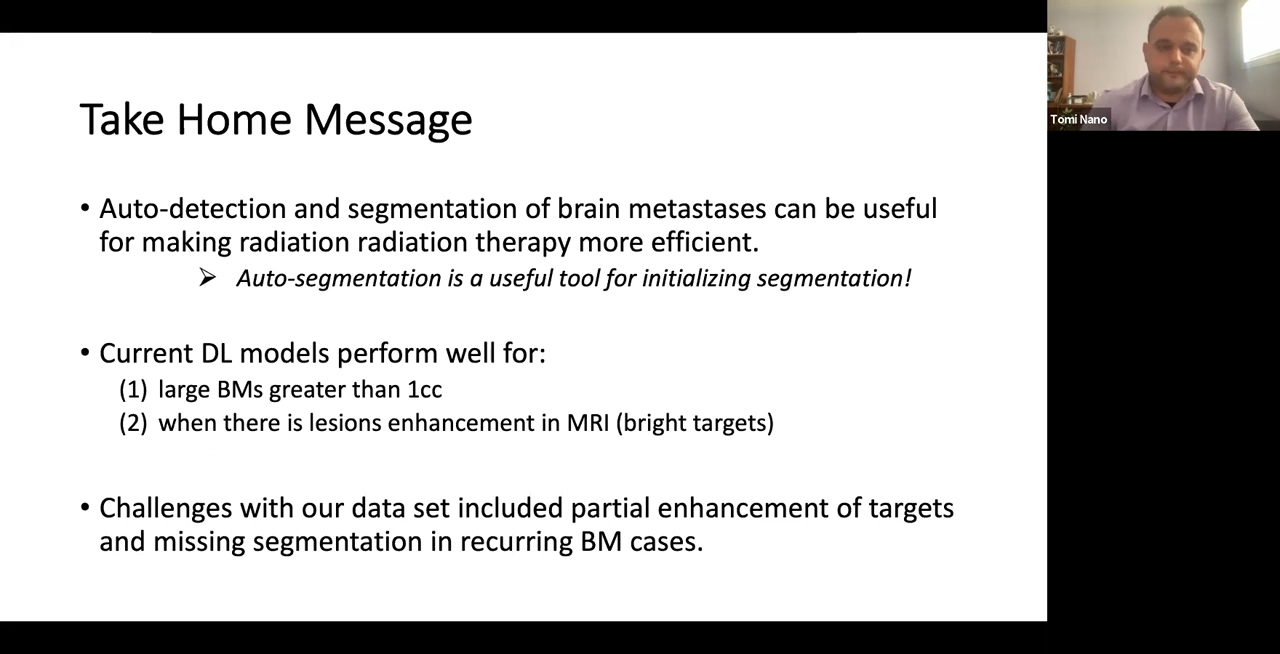 Take Home Message
• Auto-detection and segmentation of brain metastases can be useful
for making radiation radiation therapy more efficient.
➢ Auto-segmentation is a useful tool for initializing segmentation!
• Current DL models perform well for:
(1) large BMs greater than 1cc
(2) when there is lesions enhancement in MRI (bright targets)
• Challenges with our data set included partial enhancement of targets
and missing segmentation in recurring BM cases.
Tomi Nano